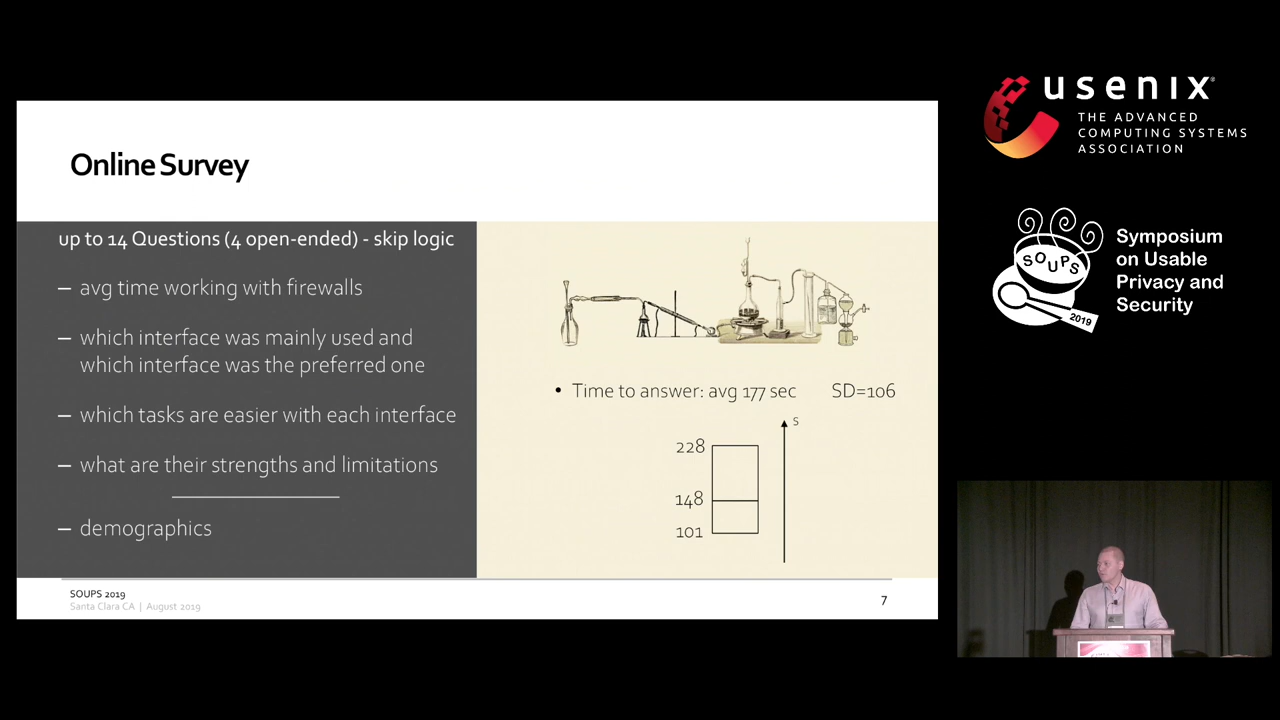 Online Survey
up to 14 Questions (4 open-ended) - skip logic
– avg time working with firewalls
– which interface was mainly used and
which interface was the preferred one
– which tasks are easier with each interface
– what are their strengths and limitations
– demographics
• Time to answer: avg 177 sec SD=106
s
228
148
101
SOUPS 2019
Santa Clara CA | August 2019
7
usenix
THE ADVANCED
COMPUTING SYSTEMS
ASSOCIATION
SOUPS
2019
Symposium
on Usable
Privacy and
Security